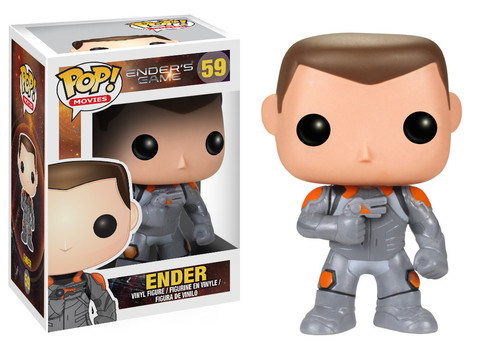 POP!
MOVIES
ENDER'S
GAME
59
ENDER
VINYL FIGURE / FIGURINE EN VINYLE /
FIGURA DE VINILO